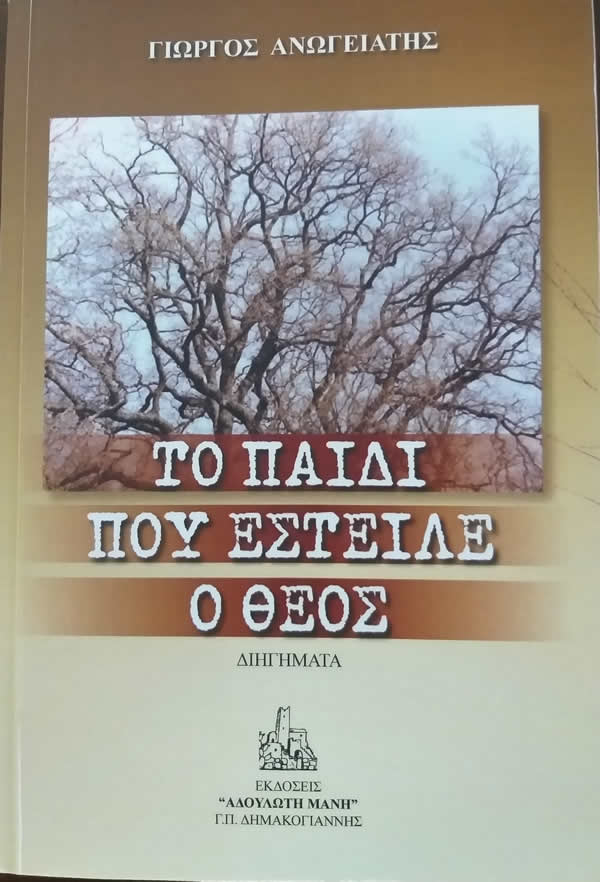 ΓΙΩΡΓΟΣ ΑΝΩΓΕΙΑΤΗΣ
ΤΟ ΠΑΙΔΙ
ΠΟΥ ΕΣΤΕΙΛΕ
Ο ΘΕΟΣ
ΔΙΗΓΗΜΑΤΑ
ΕΚΔΟΣΕΙΣ
“ΑΔΟΥΛΩΤΗ ΜΑΝΗ”
Γ.Π. ΔΗΜΑΚΟΓΙΑΝΝΗΣ